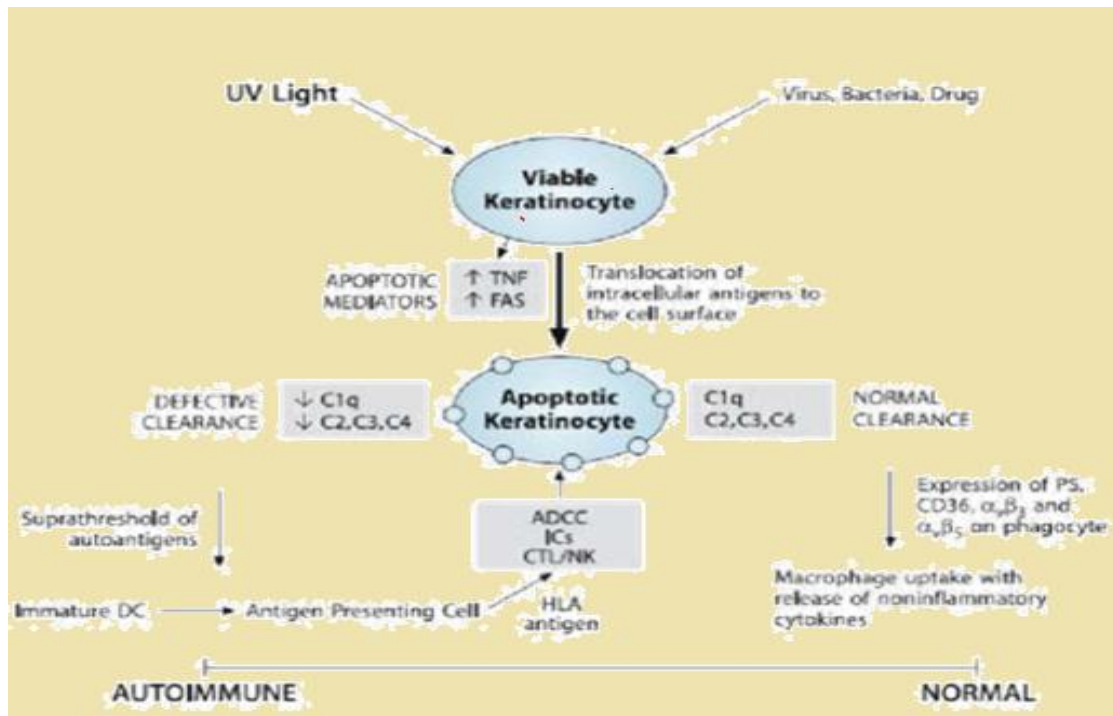 UV Light
Virus, Bacteria, Drug
Viable
Keratinocyte
APOPTOTIC
MEDIATORS
↑ TNF
↑ FAS
Translocation of
intracellular antigens to
the cell surface
DEFECTIVE
CLEARANCE
↓ C1q
↓ C2,C3,C4
Apoptotic
Keratinocyte
C1q
C2,C3,C4
NORMAL
CLEARANCE
Suprathreshold of
autoantigens
ADCC
ICs
CTL/NK
Expression of PS,
CD36, αvβ3 and
αvβ5 on phagocyte
Immature DC
Antigen Presenting Cell
HLA
antigen
Macrophage uptake with
release of noninflammatory
cytokines
AUTOIMMUNE
NORMAL